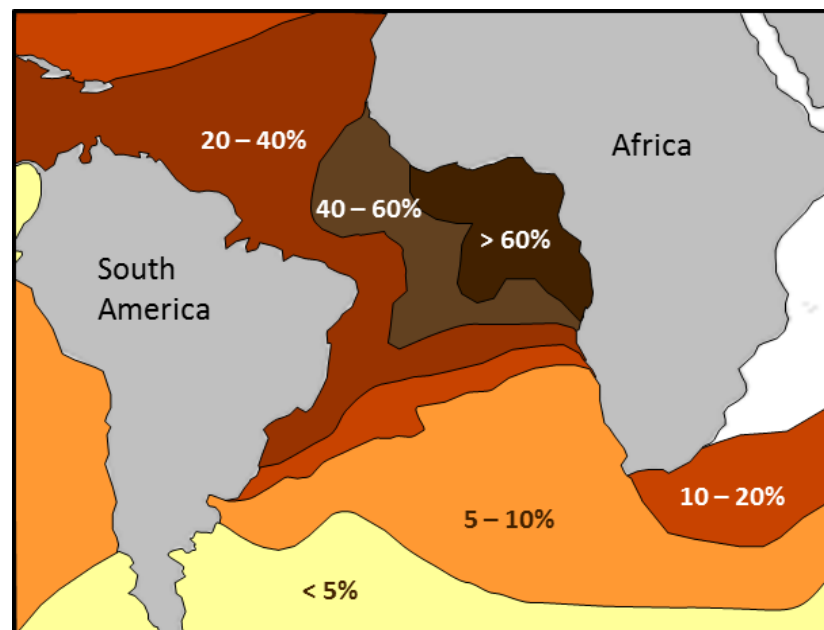 20 – 40%
Africa
40 – 60%
> 60%
South
America
10 – 20%
5 – 10%
< 5%